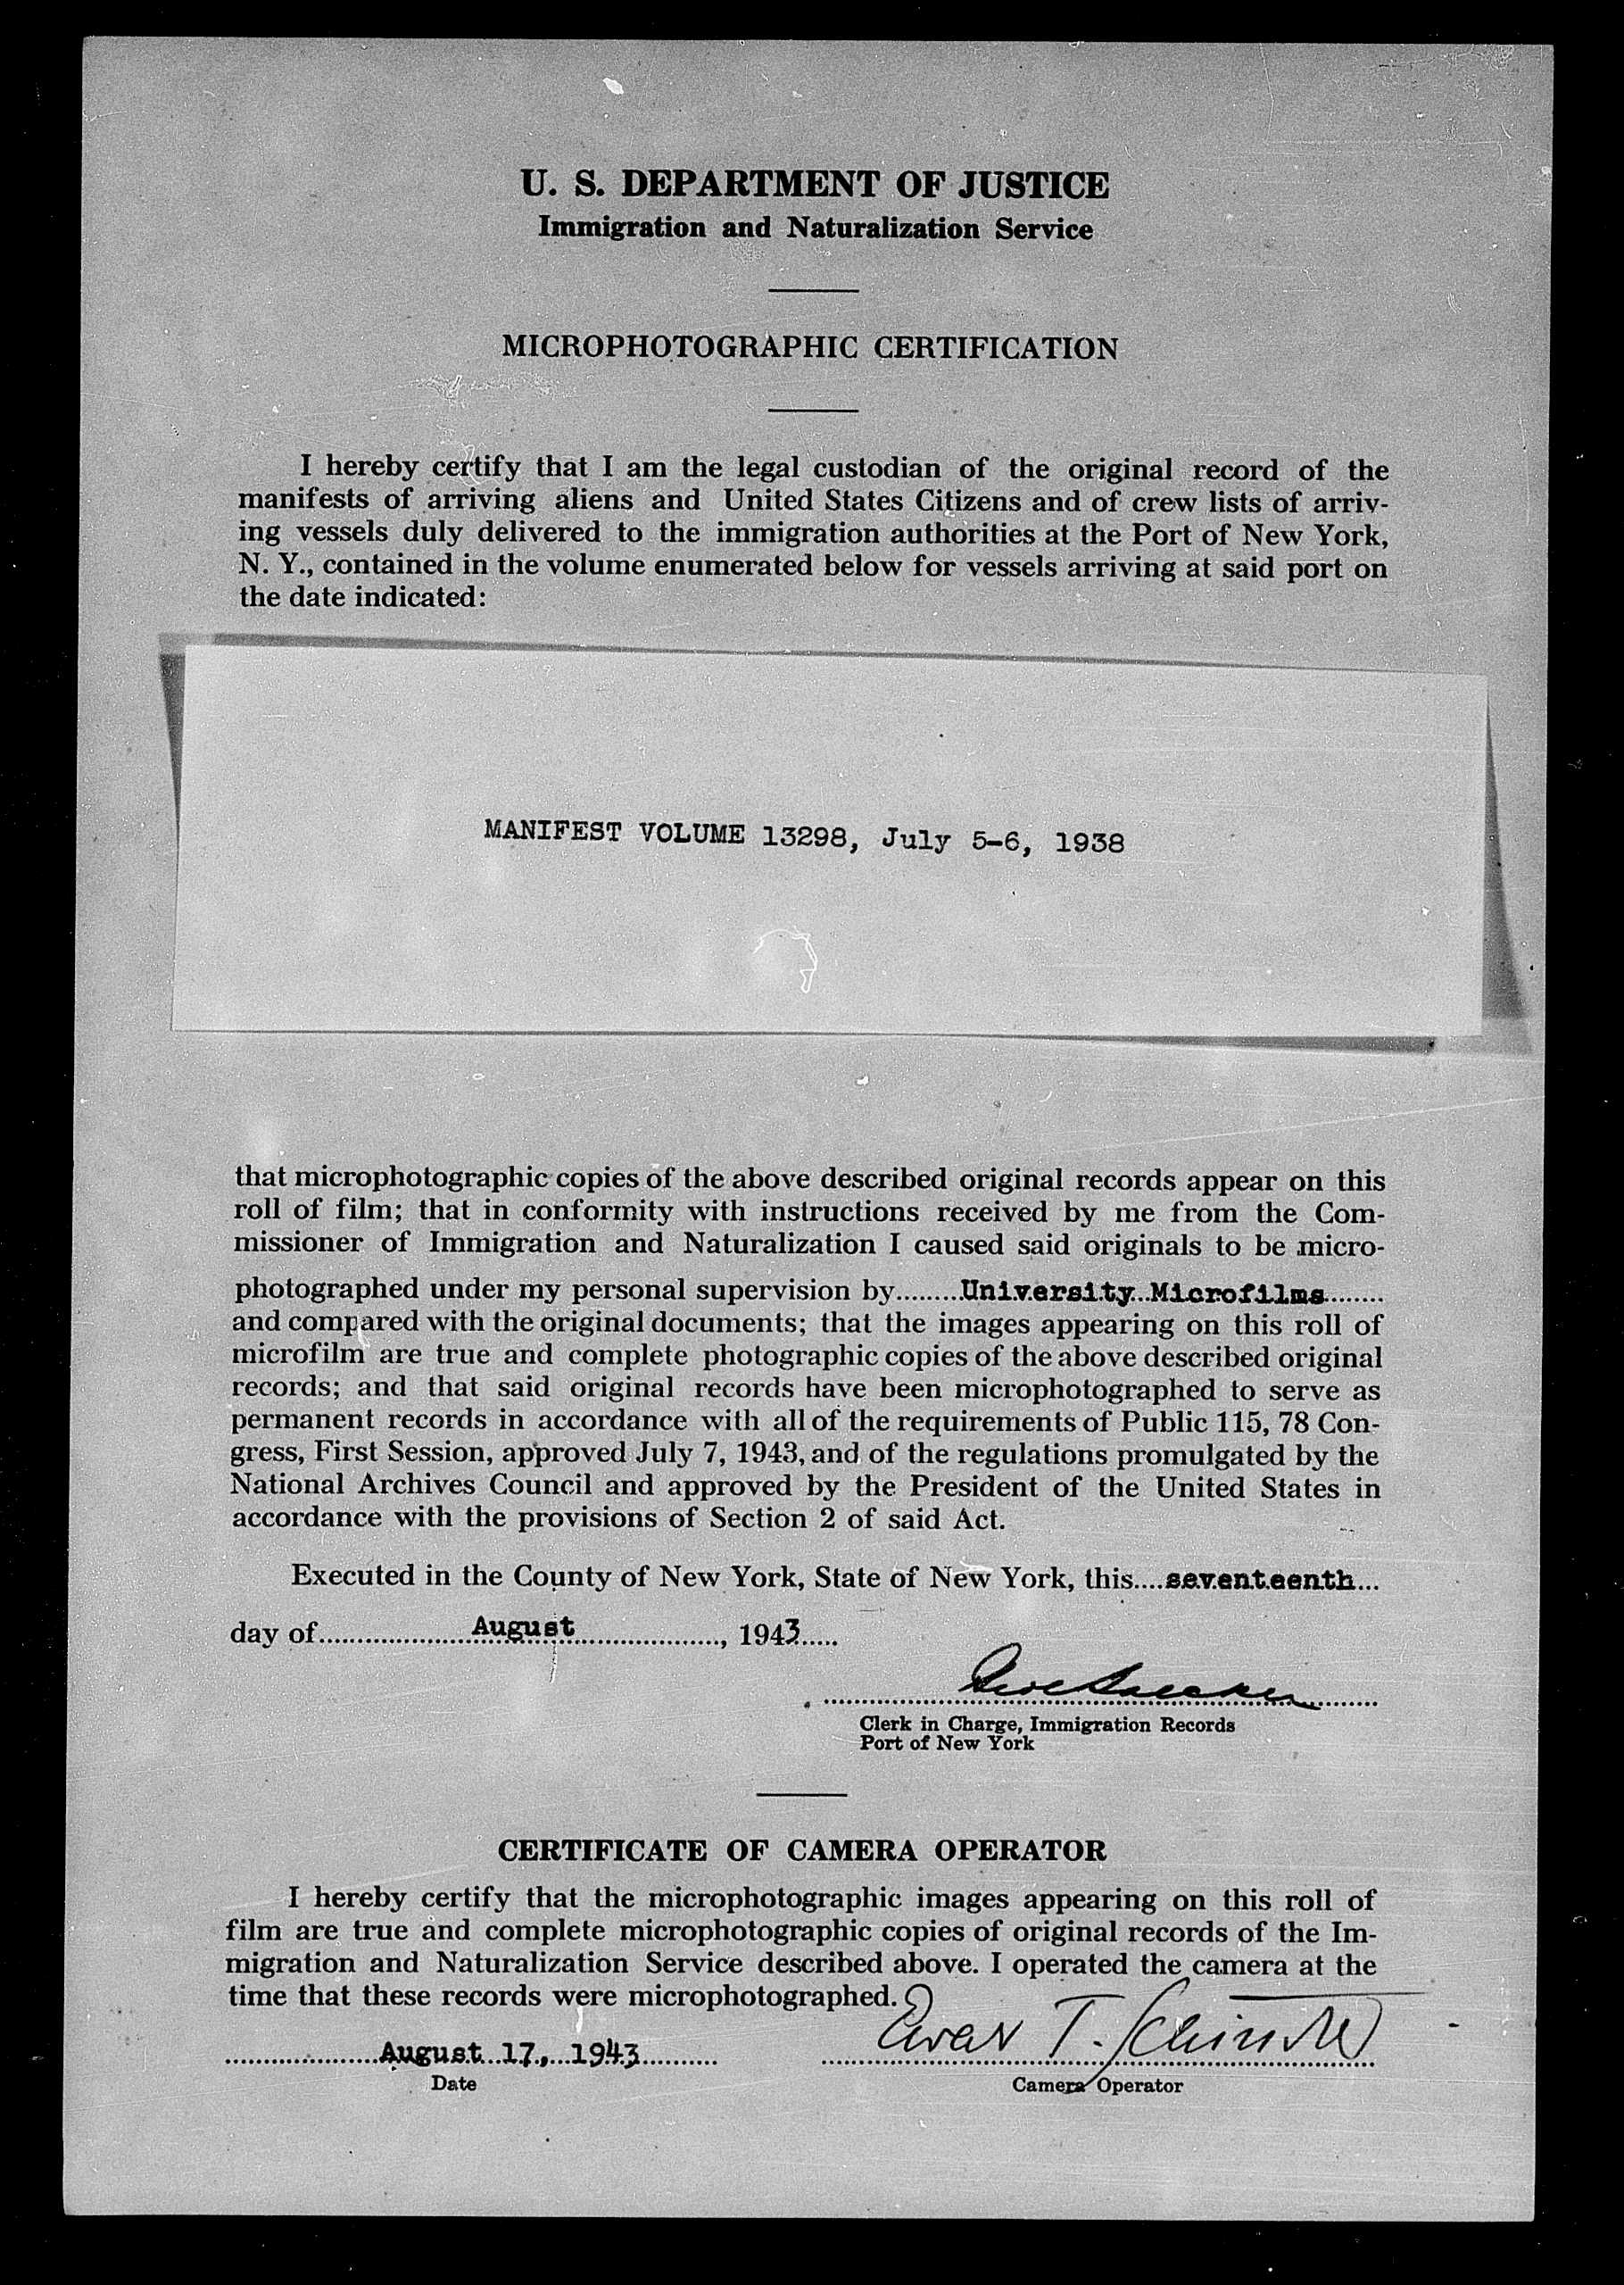 U. S. DEPARTMENT OF JUSTICE
Immigration and Naturalization Service
MICROPHOTOGRAPHIC CERTIFICATION
I hereby certify that I am the legal custodian of the original record of the
manifests of arriving aliens and United States Citizens and of crew lists of arriv-
ing vessels duly delivered to the immigration authorities at the Port of New York,
N. Y., contained in the volume enumerated below for vessels arriving at said port on
the date indicated:
MANIFEST VOLUME 13298, July 5-6, 1938
that microphotographic copies of the above described original records appear on this
roll of film; that in conformity with instructions received by me from the Com-
missioner of Immigration and Naturalization I caused said originals to be micro-
photographed under my personal supervision by........University Microfilms........
and compared with the original documents; that the images appearing on this roll of
microfilm are true and complete photographic copies of the above described original
records; and that said original records have been microphotographed to serve as
permanent records in accordance with all of the requirements of Public 115, 78 Con-
gress, First Session, approved July 7, 1943, and of the regulations promulgated by the
National Archives Council and approved by the President of the United States in
accordance with the provisions of Section 2 of said Act.
Executed in the County of New York, State of New York, this....seventeenth...
day of....................August...................., 1943.....
Clerk in Charge, Immigration Records
Port of New York
CERTIFICATE OF CAMERA OPERATOR
I hereby certify that the microphotographic images appearing on this roll of
film are true and complete microphotographic copies of original records of the Im-
migration and Naturalization Service described above. I operated the camera at the
time that these records were microphotographed.
T.
....................August 17, 1943..........
Date
Camera Operator